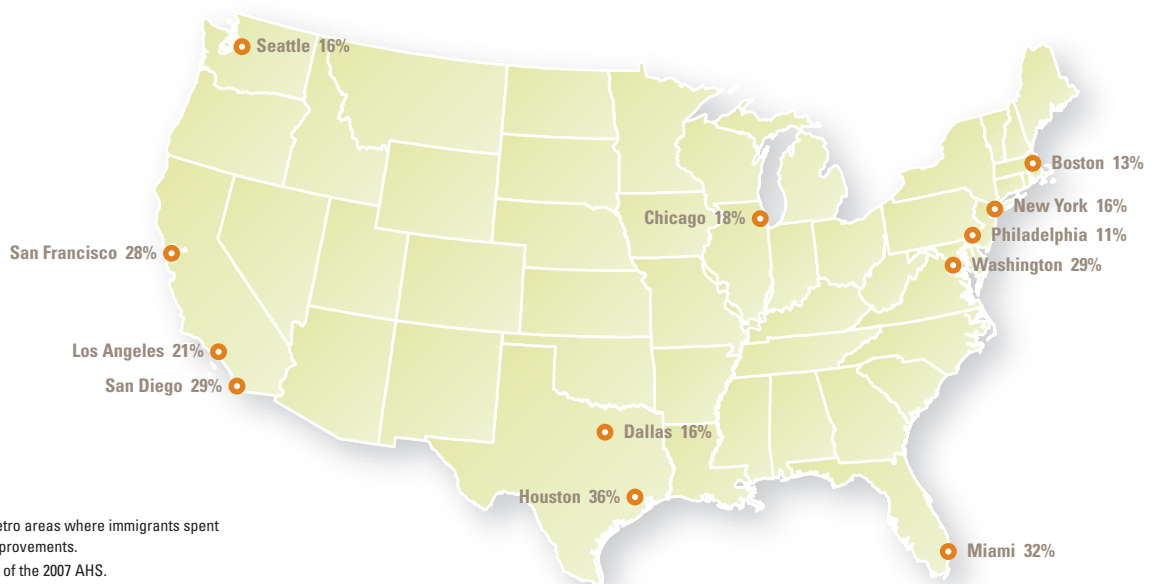 Seattle 16%
Boston 13%
New York 16%
Chicago 18%
Philadelphia 11%
San Francisco 28%
Washington 29%
Los Angeles 21%
San Diego 29%
Dallas 16%
Houston 36%
etro areas where immigrants spent
provements.
Miami 32%
of the 2007 AHS.